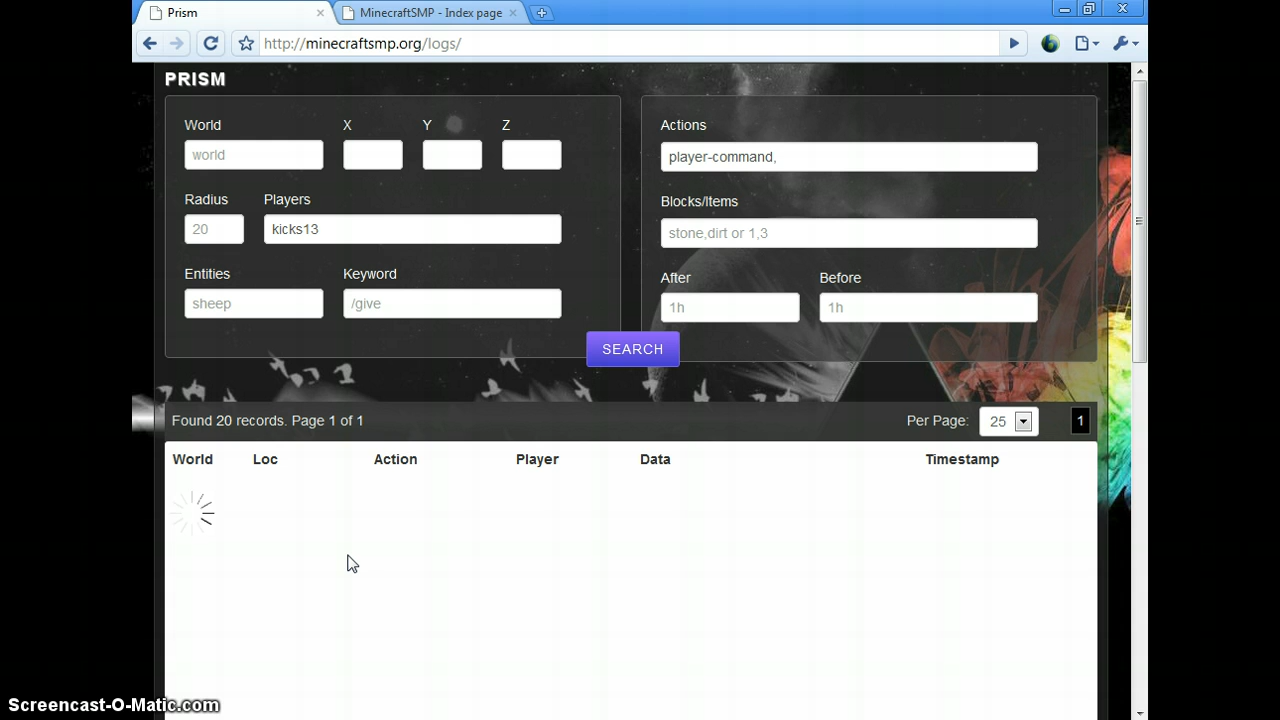 Prism
MinecraftSMP - Index page
http://minecraftsmp.org/logs/
PRISM
World X Y Z
world
Radius Players
20 kicks13
Entities Keyword
sheep /give
Actions
player-command,
Blocks/Items
stone,dirt or 1,3
After Before
1h 1h
SEARCH
Found 20 records. Page 1 of 1 Per Page: 25 1
World Loc Action Player Data Timestamp
Screencast-O-Matic.com